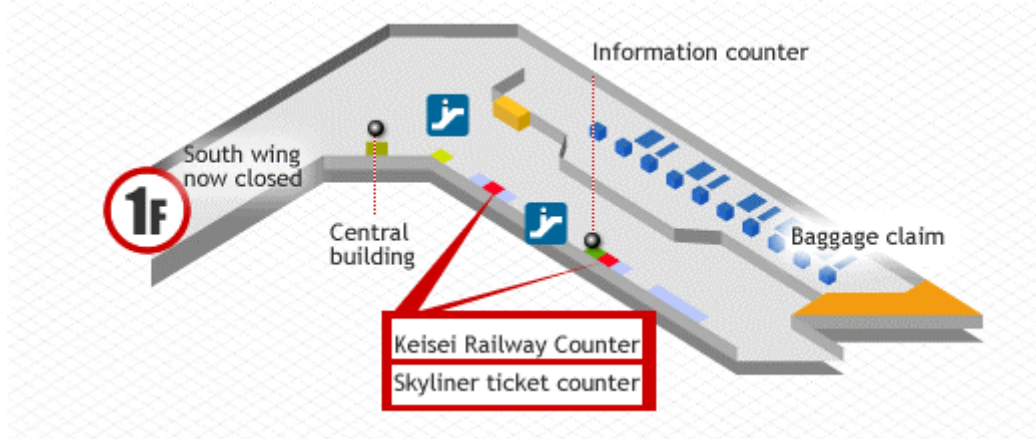 Information counter
South wing
now closed
1F
Central
building
Baggage claim
Keisei Railway Counter
Skyliner ticket counter